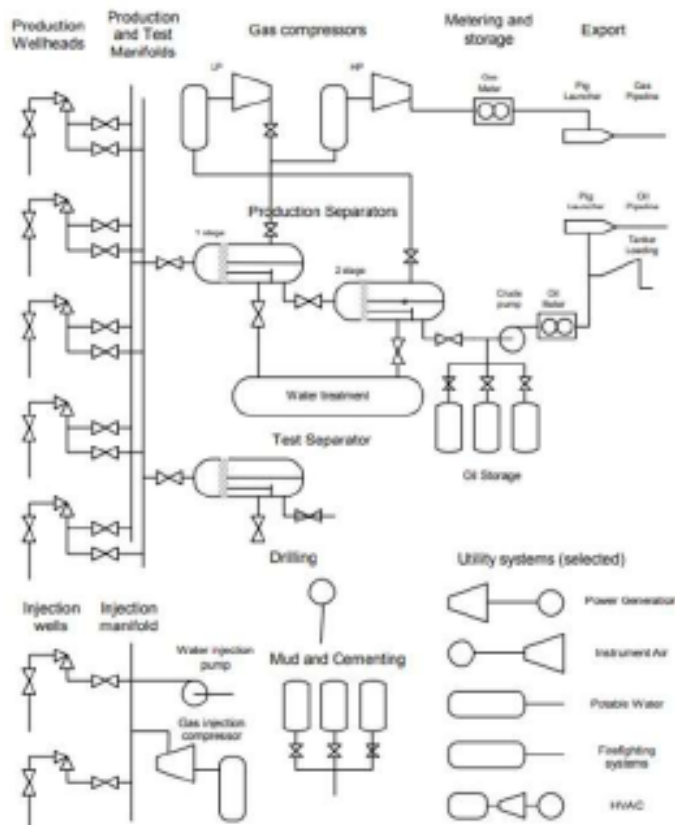 Production
Wellheads
Production
and Test
Manifolds
Gas compressors
Metering and
storage
Export
LP
HP
Gas
Meter
Pig
Launcher
Gas
Pipeline
Production Separators
1 stage
2 stage
Pig
Launcher
Oil
Pipeline
Tanker
Loading
Crude
pump
Oil
Meter
Water treatment
Test Separator
Oil Storage
Drilling
Utility systems (selected)
Injection
wells
Injection
manifold
Water injection
pump
Mud and Cementing
Gas injection
compressor
Power Generation
Instrument Air
Potable Water
Firefighting
systems
HVAC